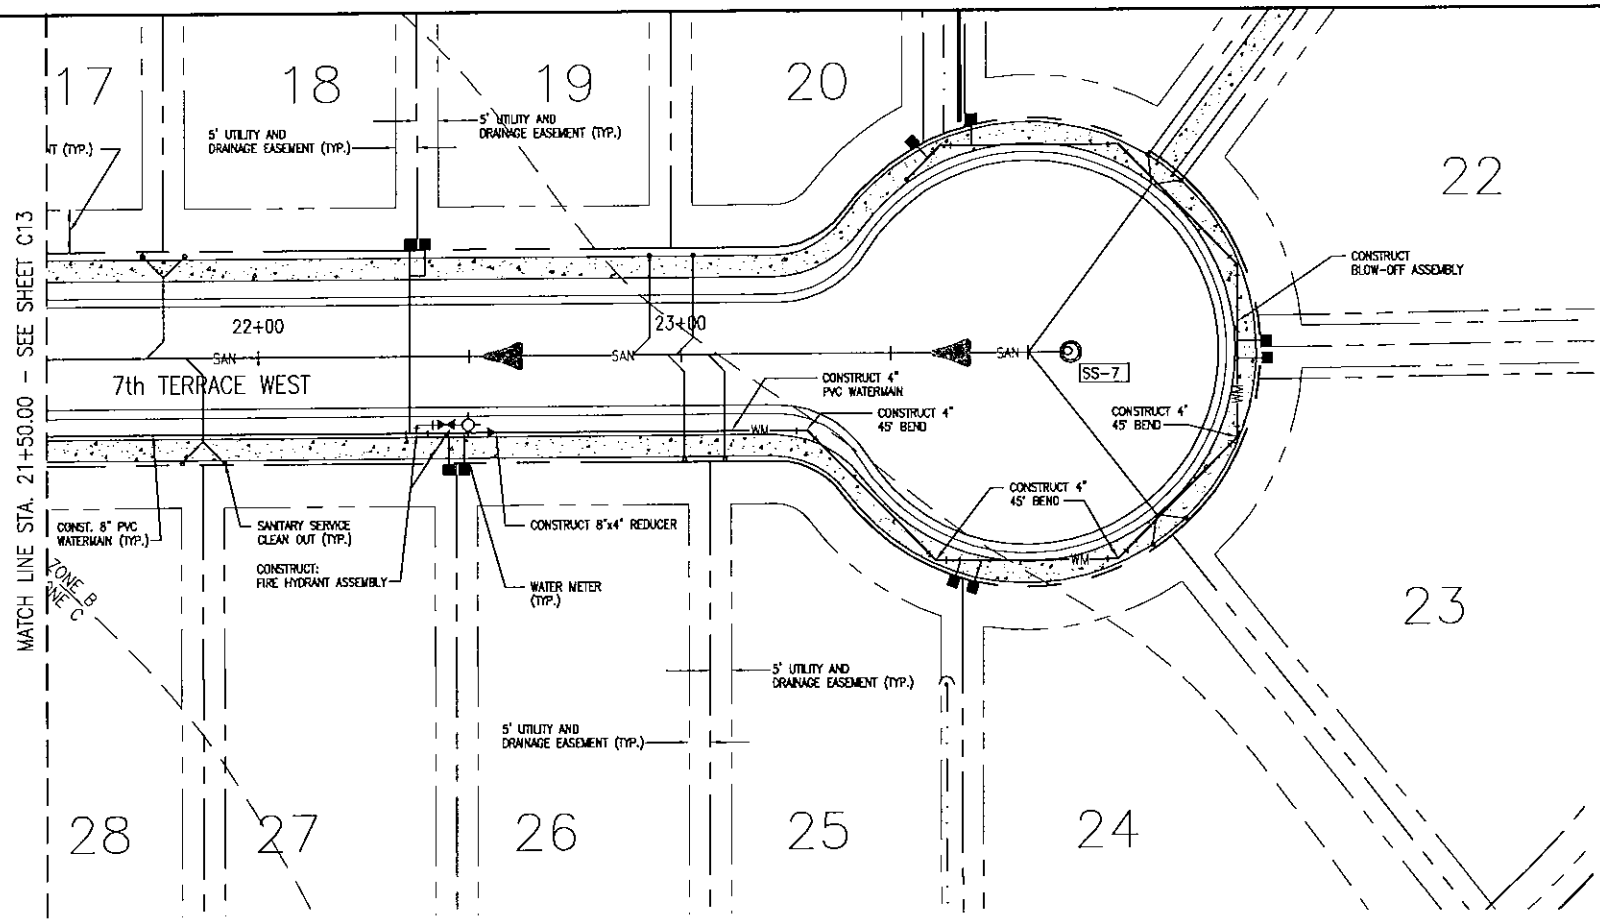 17
18
19
20
22
5' UTILITY AND
DRAINAGE EASEMENT (TYP.)
5' UTILITY AND
DRAINAGE EASEMENT (TYP.)
(TYP.)
MATCH LINE STA. 21+50.00 - SEE SHEET C13
CONSTRUCT
BLOW-OFF ASSEMBLY
22+00
23+00
SAN
SAN
SAN
SS-7
7th TERRACE WEST
CONSTRUCT 4"
PVC WATERMAIN
CONSTRUCT 4"
45° BEND
CONSTRUCT 4"
45° BEND
WM
WM
WM
CONSTRUCT 4"
45° BEND
CONST. 8" PVC
WATERMAIN (TYP.)
SANITARY SERVICE
CLEAN OUT (TYP.)
CONSTRUCT 8"x4" REDUCER
CONSTRUCT:
FIRE HYDRANT ASSEMBLY
WATER METER
(TYP.)
ZONE B
ZONE C
23
5' UTILITY AND
DRAINAGE EASEMENT (TYP.)
5' UTILITY AND
DRAINAGE EASEMENT (TYP.)
28
27
26
25
24